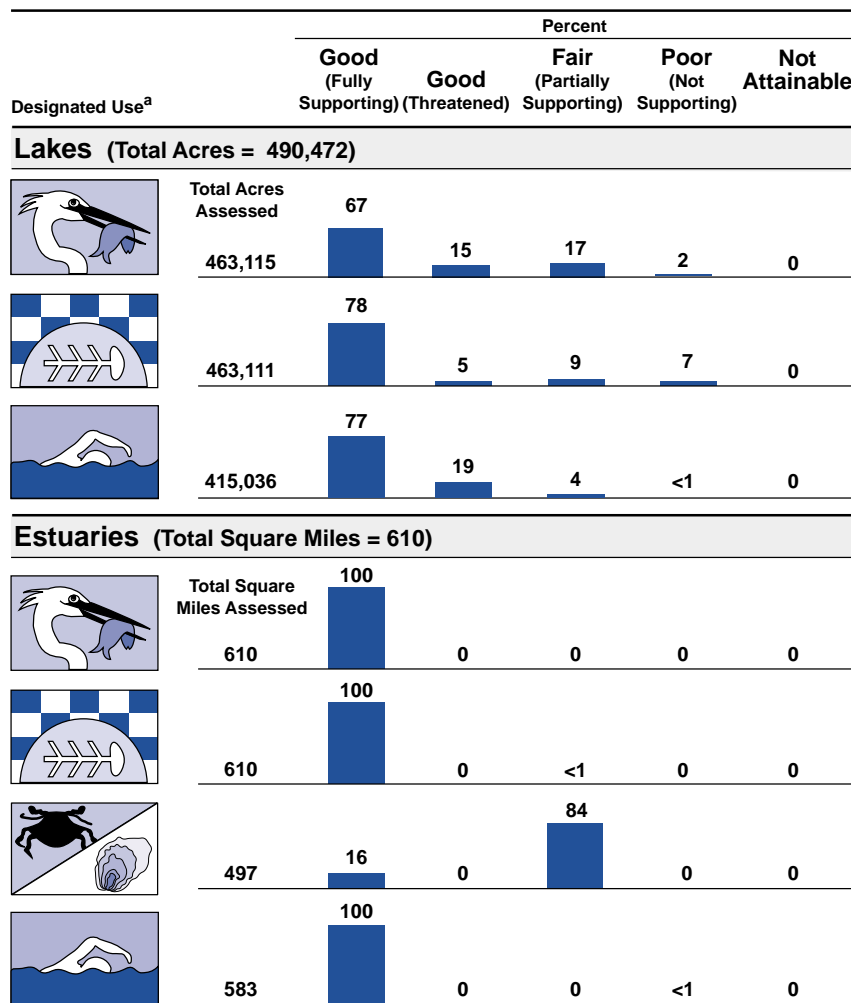 Percent
Designated Useᵃ
Good (Fully Supporting)
Good (Threatened)
Fair (Partially Supporting)
Poor (Not Supporting)
Not Attainable
Lakes (Total Acres = 490,472)
Total Acres Assessed
463,115 67 15 17 2 0
463,111 78 5 9 7 0
415,036 77 19 4 <1 0
Estuaries (Total Square Miles = 610)
Total Square Miles Assessed
610 100 0 0 0 0
610 100 0 <1 0 0
497 16 0 84 0 0
583 100 0 0 <1 0